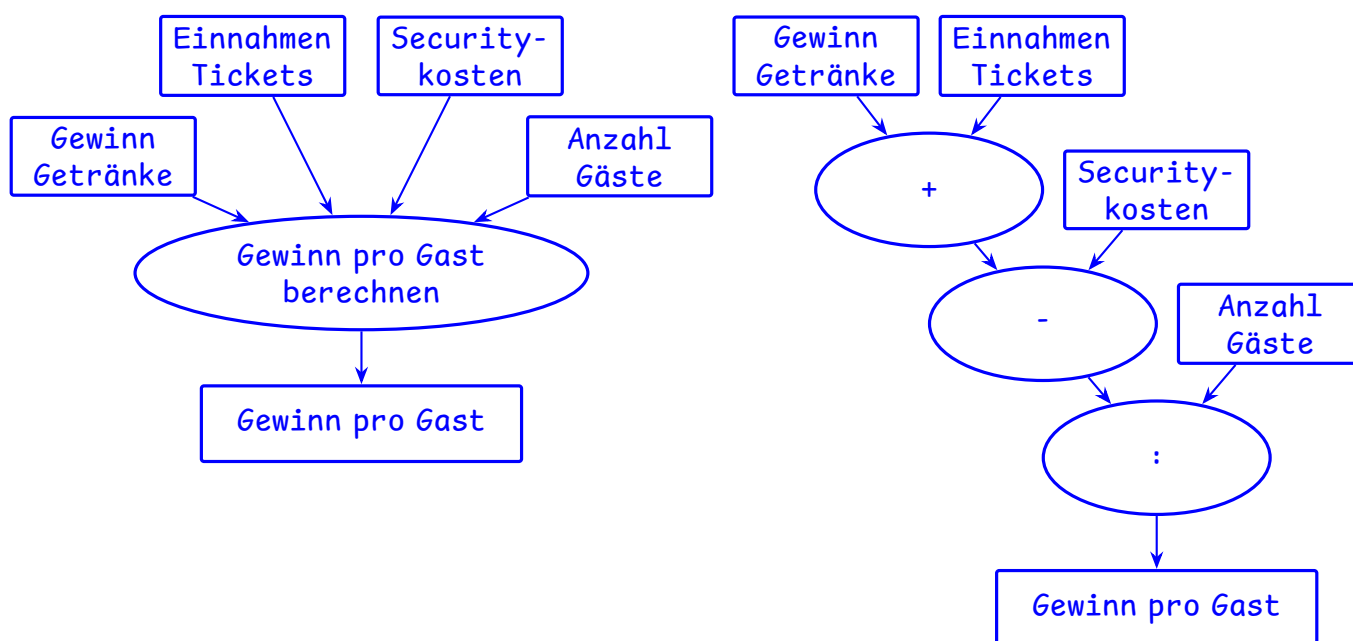 Einnahmen
Tickets
Security-
kosten
Gewinn
Getränke
Anzahl
Gäste
Gewinn pro Gast
berechnen
Gewinn pro Gast
Gewinn
Getränke
Einnahmen
Tickets
+
Security-
kosten
-
Anzahl
Gäste
:
Gewinn pro Gast